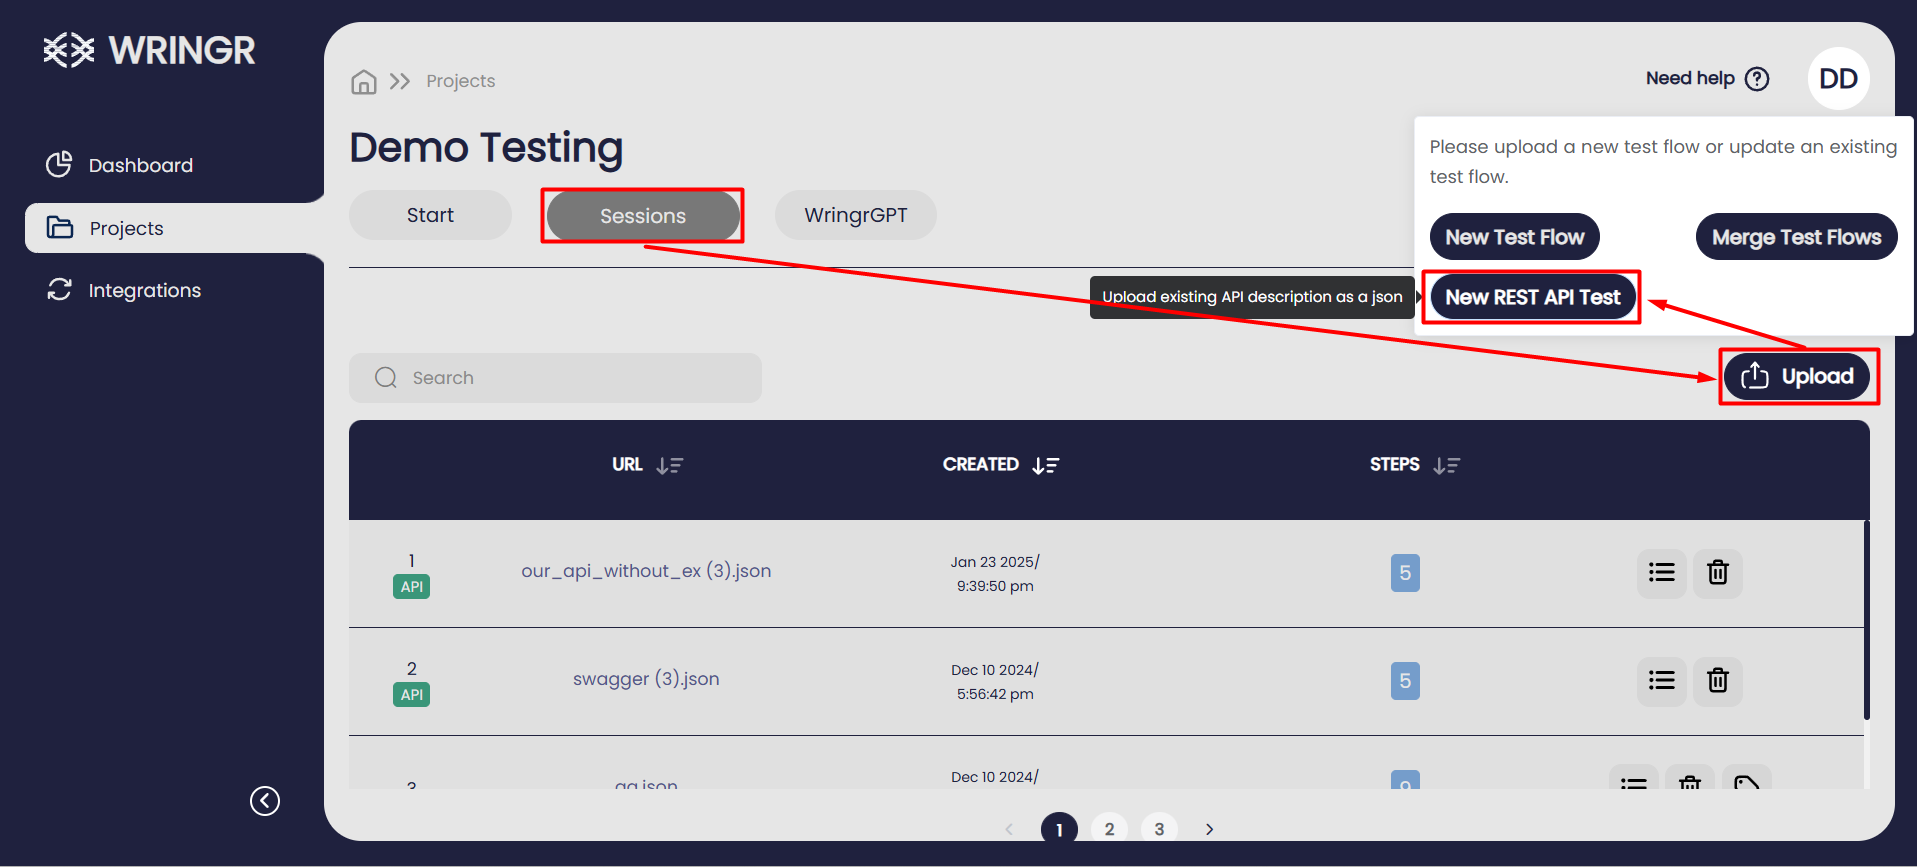 WRINGR
Dashboard
Projects
Integrations
Projects
Need help
DD
Demo Testing
Start
Sessions
WringrGPT
Please upload a new test flow or update an existing
test flow.
New Test Flow
Merge Test Flows
Upload existing API description as a json
New REST API Test
Search
Upload
URL
CREATED
STEPS
1
API
our_api_without_ex (3).json
Jan 23 2025/
9:39:50 pm
5
2
API
swagger (3).json
Dec 10 2024/
5:56:42 pm
5
3
Dec 10 2024/
1
2
3